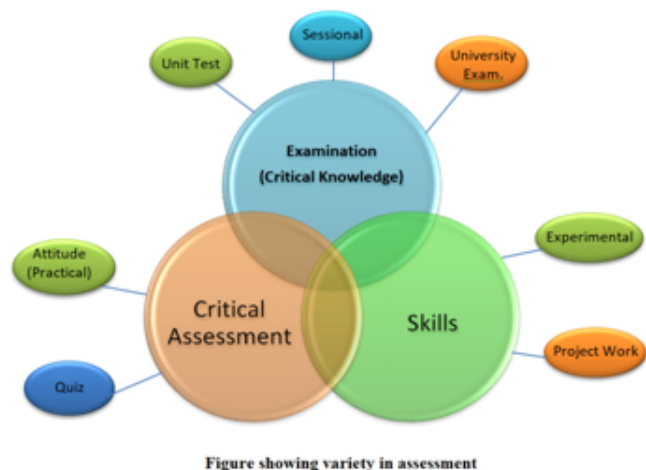 Sessional
Unit Test
University
Exam.
Examination
(Critical Knowledge)
Attitude
(Practical)
Experimental
Critical
Assessment
Skills
Project Work
Quiz
Figure showing variety in assessment